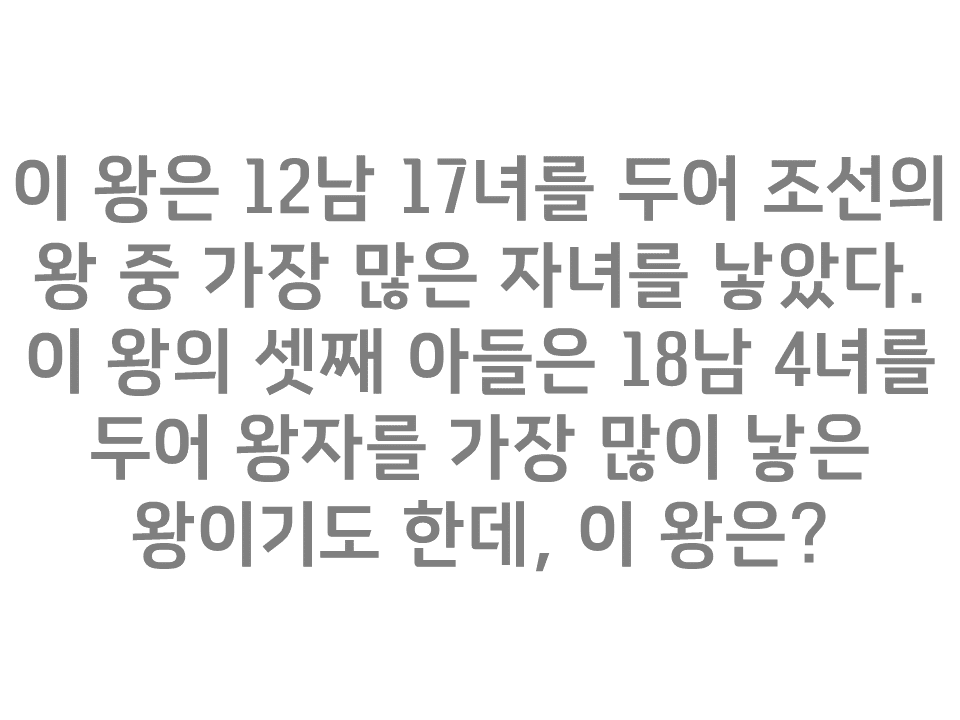 이 왕은 12남 17녀를 두어 조선의
왕 중 가장 많은 자녀를 낳았다.
이 왕의 셋째 아들은 18남 4녀를
두어 왕자를 가장 많이 낳은
왕이기도 한데, 이 왕은?